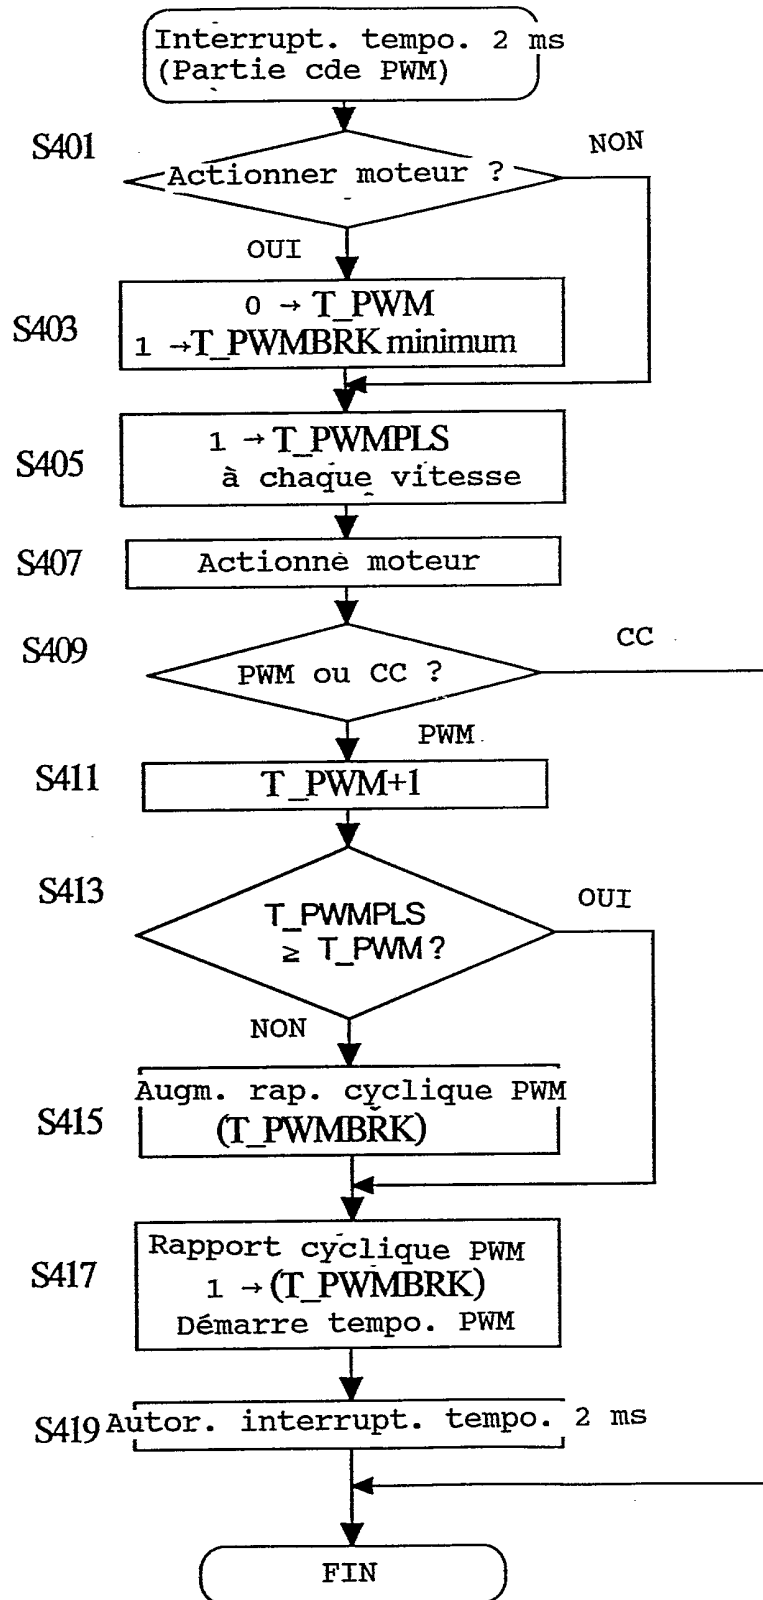 Interrupt. tempo. 2 ms
(Partie cde PWM)
S401
Actionner moteur ?
NON
OUI
S403
0 → T_PWM
1 →T_PWMBRK minimum
S405
1 → T_PWMPLS
à chaque vitesse
S407
Actionne moteur
S409
PWM ou CC ?
CC
PWM
S411
T_PWM+1
S413
T_PWMPLS
≥ T_PWM ?
OUI
NON
S415
Augm. rap. cyclique PWM
(T_PWMBRK)
S417
Rapport cyclique PWM
1 → (T_PWMBRK)
Démarre tempo. PWM
S419
Autor. interrupt. tempo. 2 ms
FIN